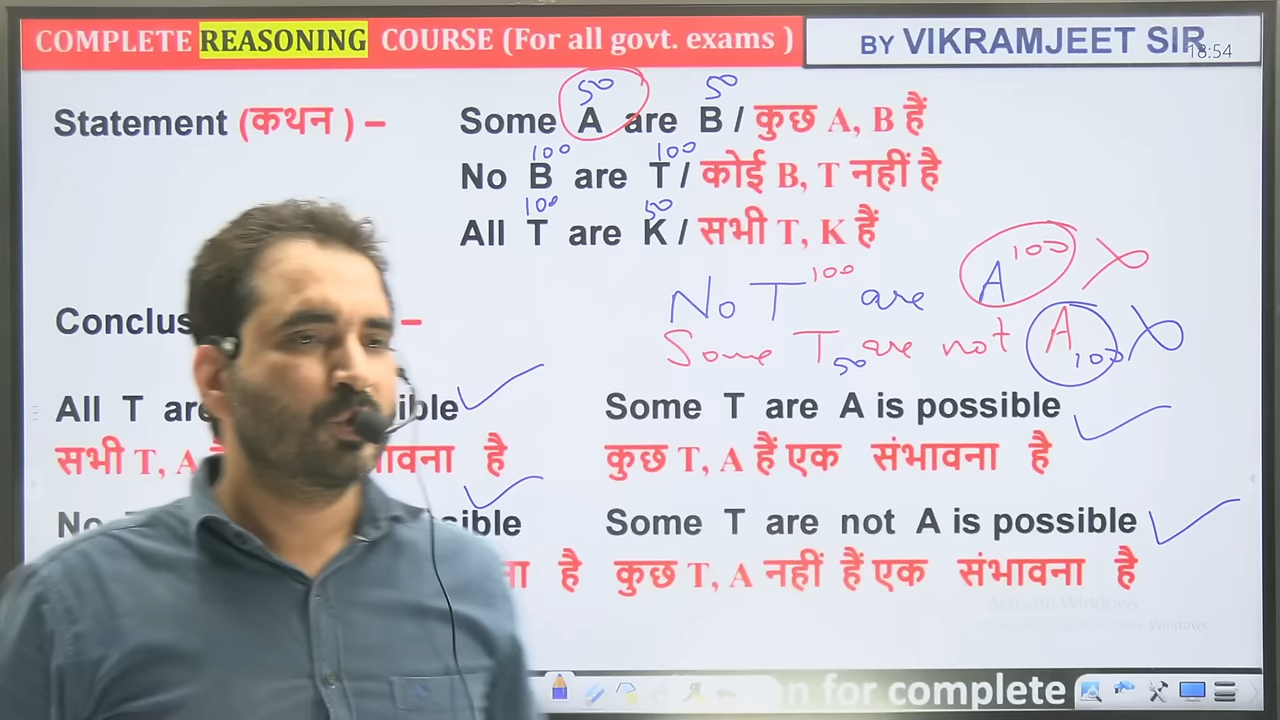 COMPLETE REASONING COURSE (For all govt. exams )
BY VIKRAMJEET SIR
18:54
50 50
Statement (कथन ) – Some A are B / कुछ A, B हैं
100 100
No B are T / कोई B, T नहीं है
100 50
All T are K / सभी T, K हैं
No T 100 are A 100
Conclus –
Some T 50 are not A 100
All T are ible Some T are A is possible
सभी T, A ावना है कुछ T, A हैं एक संभावना है
No sible Some T are not A is possible
ना है कुछ T, A नहीं हैं एक संभावना है
Activate Windows
Windows
n for complete